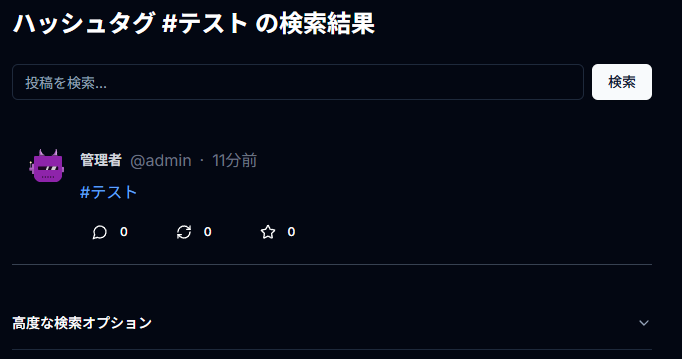 ハッシュタグ #テスト の検索結果
投稿を検索...
検索
管理者 @admin · 11分前
#テスト
0 0 0
高度な検索オプション